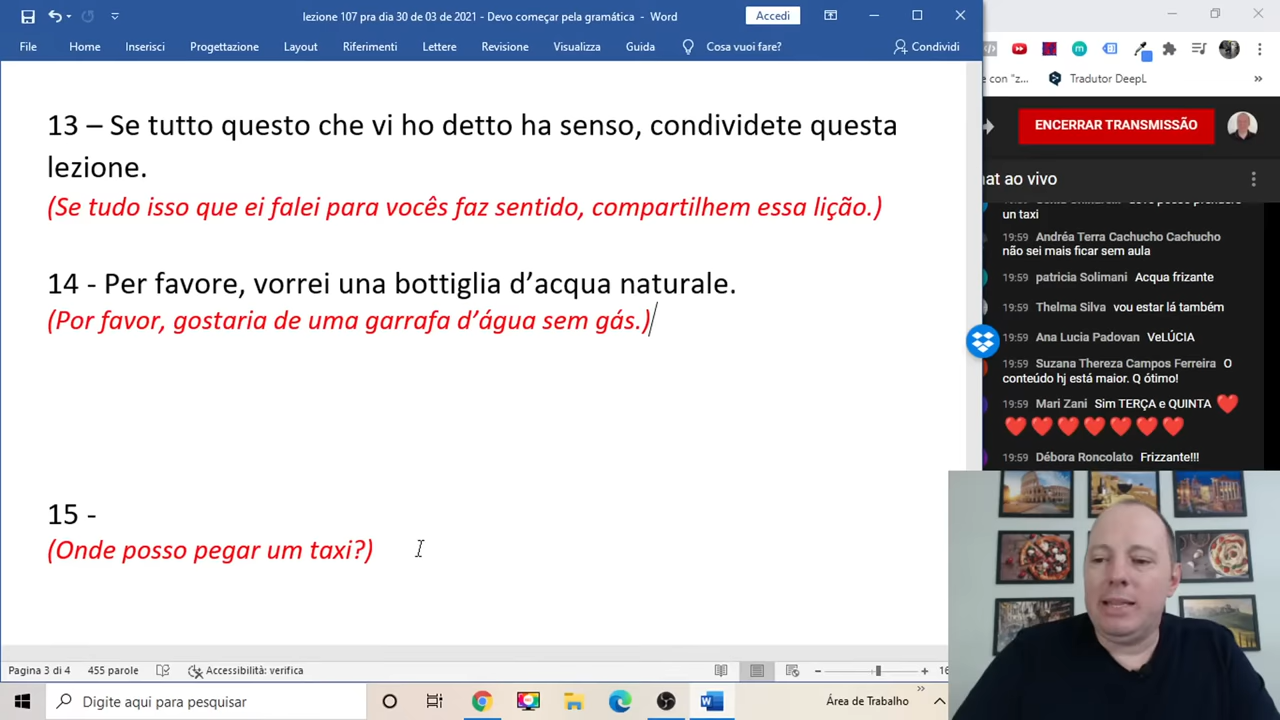 lezione 107 pra dia 30 de 03 de 2021 - Devo começar pela gramática - Word
Accedi
File Home Inserisci Progettazione Layout Riferimenti Lettere Revisione Visualizza Guida Cosa vuoi fare? Condividi
13 – Se tutto questo che vi ho detto ha senso, condividete questa
lezione.
(Se tudo isso que ei falei para vocês faz sentido, compartilhem essa lição.)
14 - Per favore, vorrei una bottiglia d’acqua naturale.
(Por favor, gostaria de uma garrafa d’água sem gás.)
15 -
(Onde posso pegar um taxi?)
Pagina 3 di 4 455 parole Accessibilità: verifica
Digite aqui para pesquisar
Área de Trabalho
e con "z...
Tradutor DeepL
ENCERRAR TRANSMISSÃO
at ao vivo
un taxi
19:59 Andréa Terra Cachucho Cachucho
não sei mais ficar sem aula
19:59 patricia Solimani Acqua frizante
19:59 Thelma Silva vou estar lá também
19:59 Ana Lucia Padovan VeLÚCIA
19:59 Suzana Thereza Campos Ferreira O
conteúdo hj está maior. Q ótimo!
19:59 Mari Zani Sim TERÇA e QUINTA
19:59 Débora Roncolato Frizzante!!!